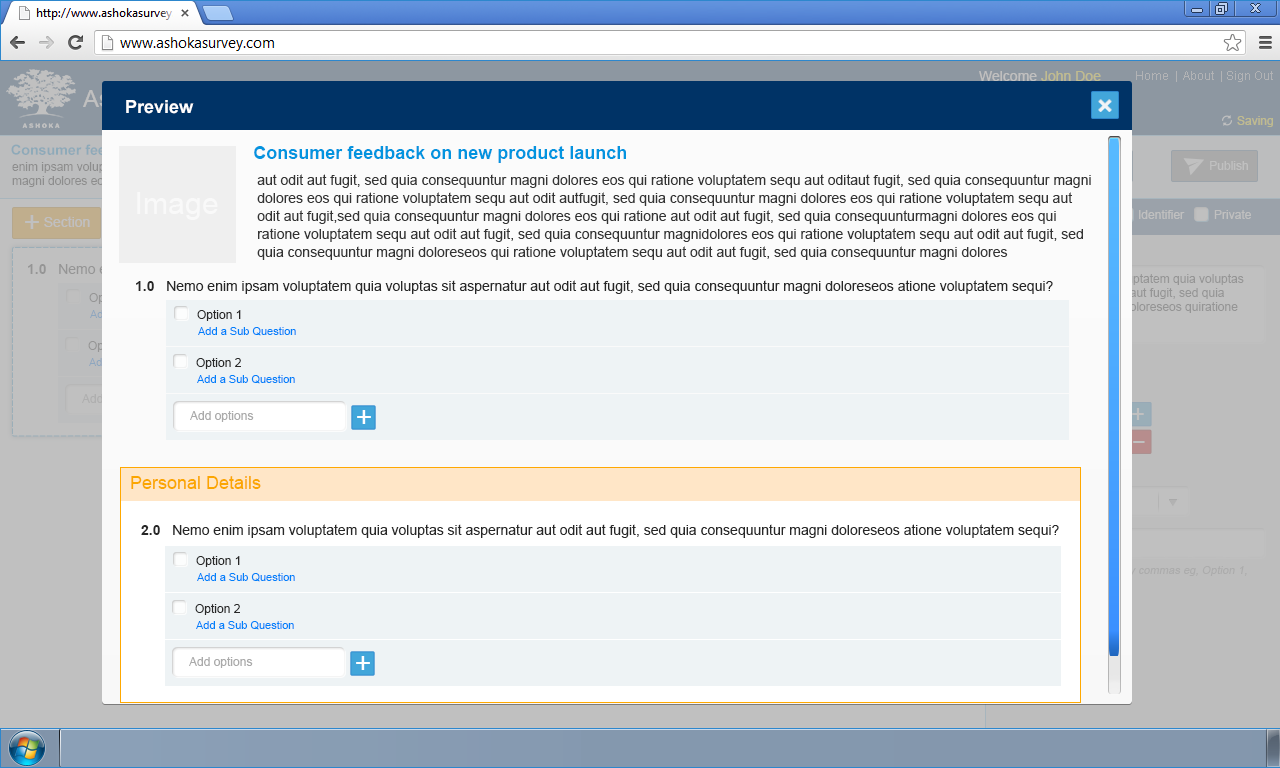 http://www.ashokasurvey
www.ashokasurvey.com
Welcome John Doe
Home | About | Sign Out
As
ASHOKA
Saving
Preview
Consumer fe
enim ipsam volup
magni dolores eo
Publish
Section
Identifier
Private
Image
Consumer feedback on new product launch
aut odit aut fugit, sed quia consequuntur magni dolores eos qui ratione voluptatem sequ aut oditaut fugit, sed quia consequuntur magni
dolores eos qui ratione voluptatem sequ aut odit autfugit, sed quia consequuntur magni dolores eos qui ratione voluptatem sequ aut
odit aut fugit,sed quia consequuntur magni dolores eos qui ratione aut odit aut fugit, sed quia consequunturmagni dolores eos qui
ratione voluptatem sequ aut odit aut fugit, sed quia consequuntur magnidolores eos qui ratione voluptatem sequ aut odit aut fugit, sed
quia consequuntur magni doloreseos qui ratione voluptatem sequ aut odit aut fugit, sed quia consequuntur magni dolores
1.0 Nemo e
Op
Ad
Op
Ad
Add
1.0 Nemo enim ipsam voluptatem quia voluptas sit aspernatur aut odit aut fugit, sed quia consequuntur magni doloreseos atione voluptatem sequi?
Option 1
Add a Sub Question
Option 2
Add a Sub Question
Add options
ptatem quia voluptas
aut fugit, sed quia
oloreseos quiratione
Personal Details
2.0 Nemo enim ipsam voluptatem quia voluptas sit aspernatur aut odit aut fugit, sed quia consequuntur magni doloreseos atione voluptatem sequi?
Option 1
Add a Sub Question
Option 2
Add a Sub Question
Add options
y commas eg, Option 1,